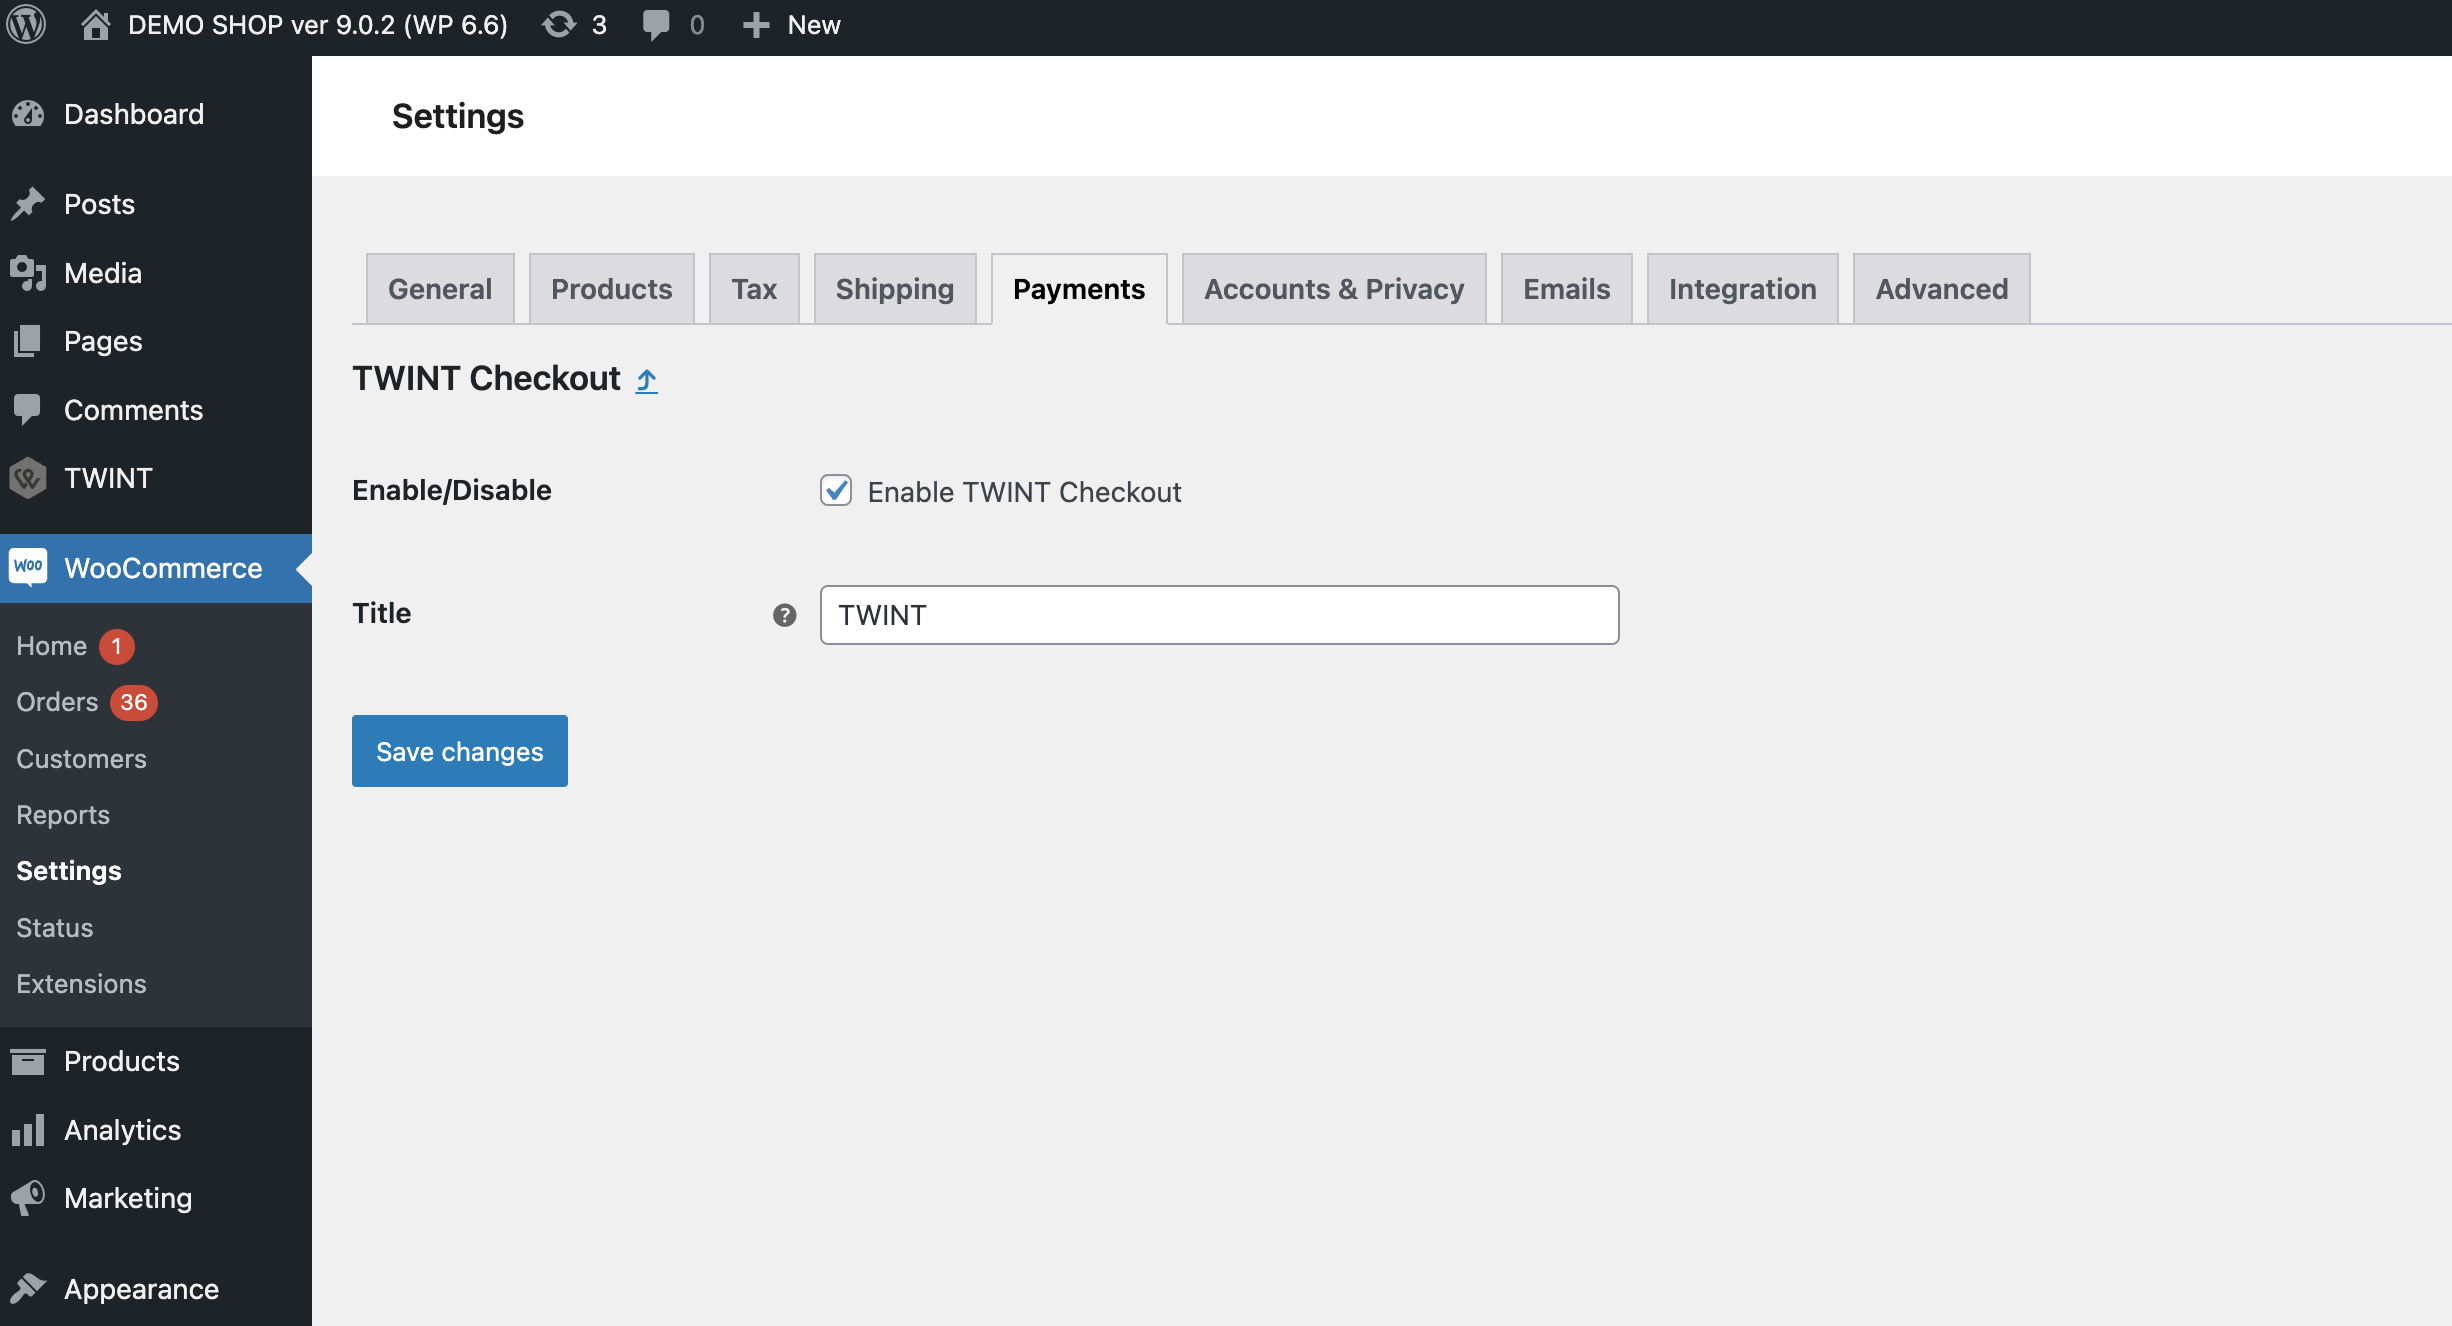 DEMO SHOP ver 9.0.2 (WP 6.6) 3 0 New
Dashboard
Posts
Media
Pages
Comments
TWINT
Woo WooCommerce
Home 1
Orders 36
Customers
Reports
Settings
Status
Extensions
Products
Analytics
Marketing
Appearance
Settings
General Products Tax Shipping Payments Accounts & Privacy Emails Integration Advanced
TWINT Checkout ⤴
Enable/Disable Enable TWINT Checkout
Title ? TWINT
Save changes